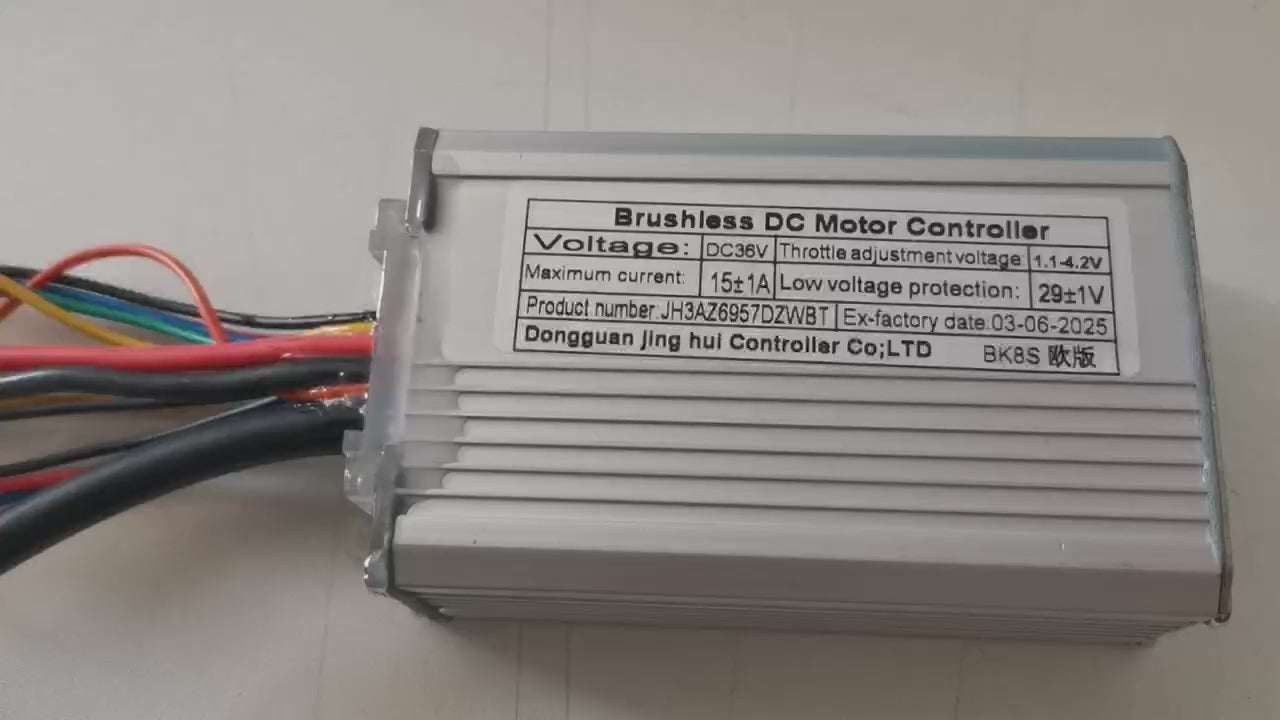 Brushless DC Motor Controller
Voltage: DC36V Throttle adjustment voltage 1.1-4.2V
Maximum current: 15±1A Low voltage protection: 29±1V
Product number:JH3AZ6957DZWBT Ex-factory date:03-06-2025
Dongguan jing hui Controller Co;LTD BK8S 欧版